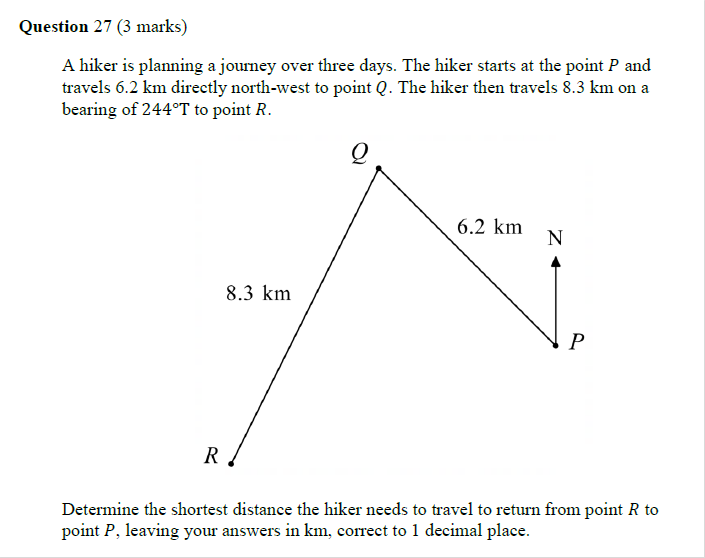 Question 27 (3 marks)
A hiker is planning a journey over three days. The hiker starts at the point P and
travels 6.2 km directly north-west to point Q. The hiker then travels 8.3 km on a
bearing of 244°T to point R.
Q
6.2 km
N
8.3 km
P
R
Determine the shortest distance the hiker needs to travel to return from point R to
point P, leaving your answers in km, correct to 1 decimal place.